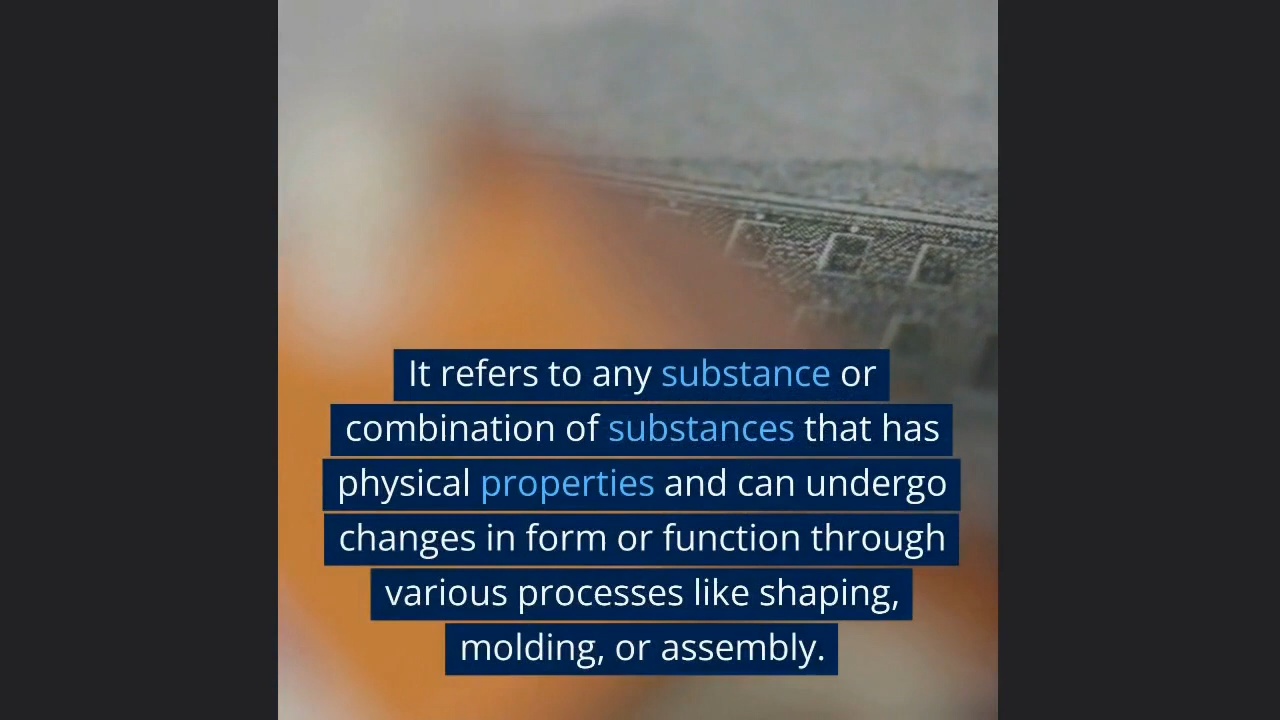 It refers to any substance or
combination of substances that has
physical properties and can undergo
changes in form or function through
various processes like shaping,
molding, or assembly.